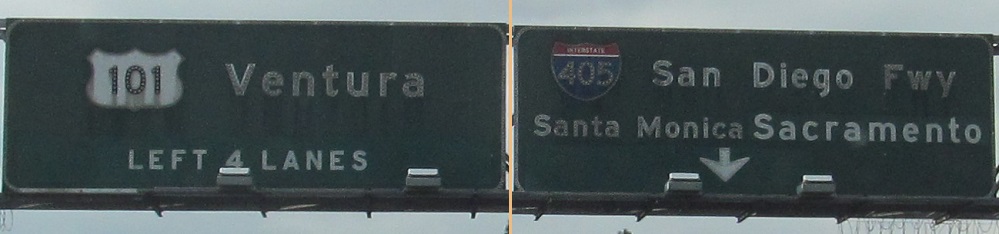 101 Ventura
LEFT 4 LANES
INTERSTATE
405 San Diego Fwy
Santa Monica Sacramento